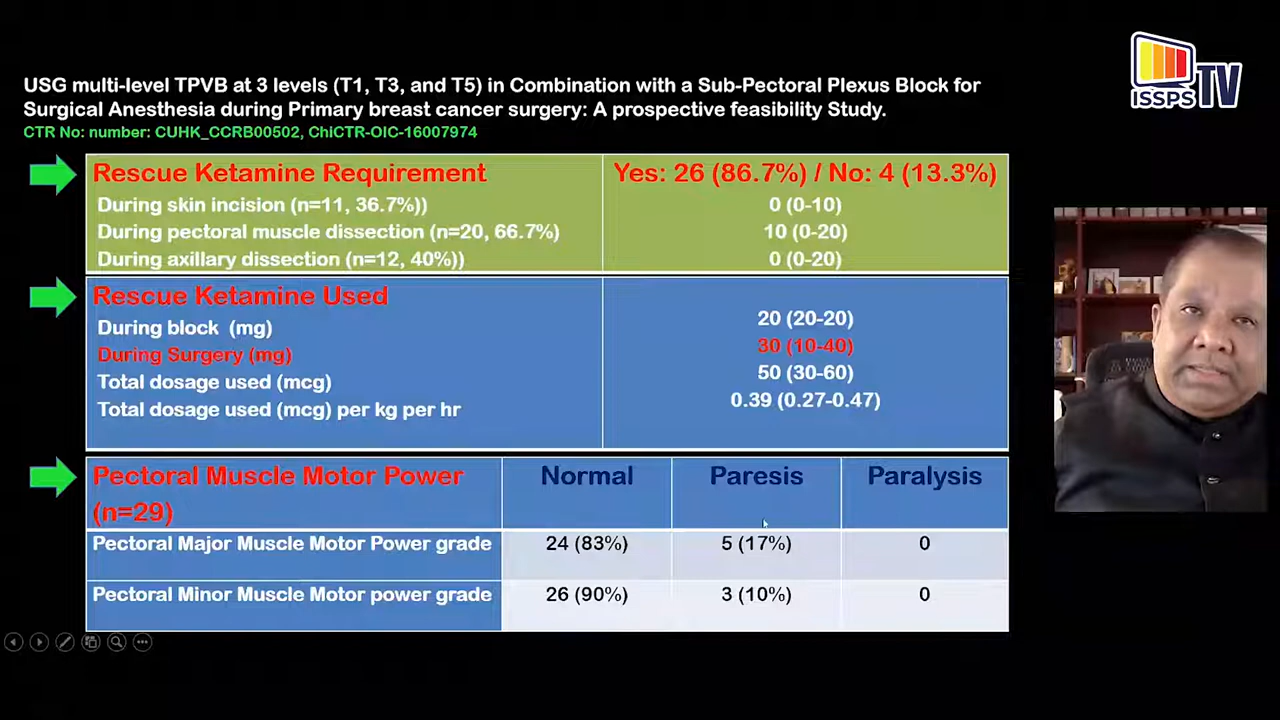 USG multi-level TPVB at 3 levels (T1, T3, and T5) in Combination with a Sub-Pectoral Plexus Block for
Surgical Anesthesia during Primary breast cancer surgery: A prospective feasibility Study.
CTR No: number: CUHK_CCRB00502, ChiCTR-OIC-16007974
ISSPS TV
Rescue Ketamine Requirement Yes: 26 (86.7%) / No: 4 (13.3%)
During skin incision (n=11, 36.7%)) 0 (0-10)
During pectoral muscle dissection (n=20, 66.7%) 10 (0-20)
During axillary dissection (n=12, 40%)) 0 (0-20)
Rescue Ketamine Used
During block (mg) 20 (20-20)
During Surgery (mg) 30 (10-40)
Total dosage used (mcg) 50 (30-60)
Total dosage used (mcg) per kg per hr 0.39 (0.27-0.47)
Pectoral Muscle Motor Power Normal Paresis Paralysis
(n=29)
Pectoral Major Muscle Motor Power grade 24 (83%) 5 (17%) 0
Pectoral Minor Muscle Motor power grade 26 (90%) 3 (10%) 0